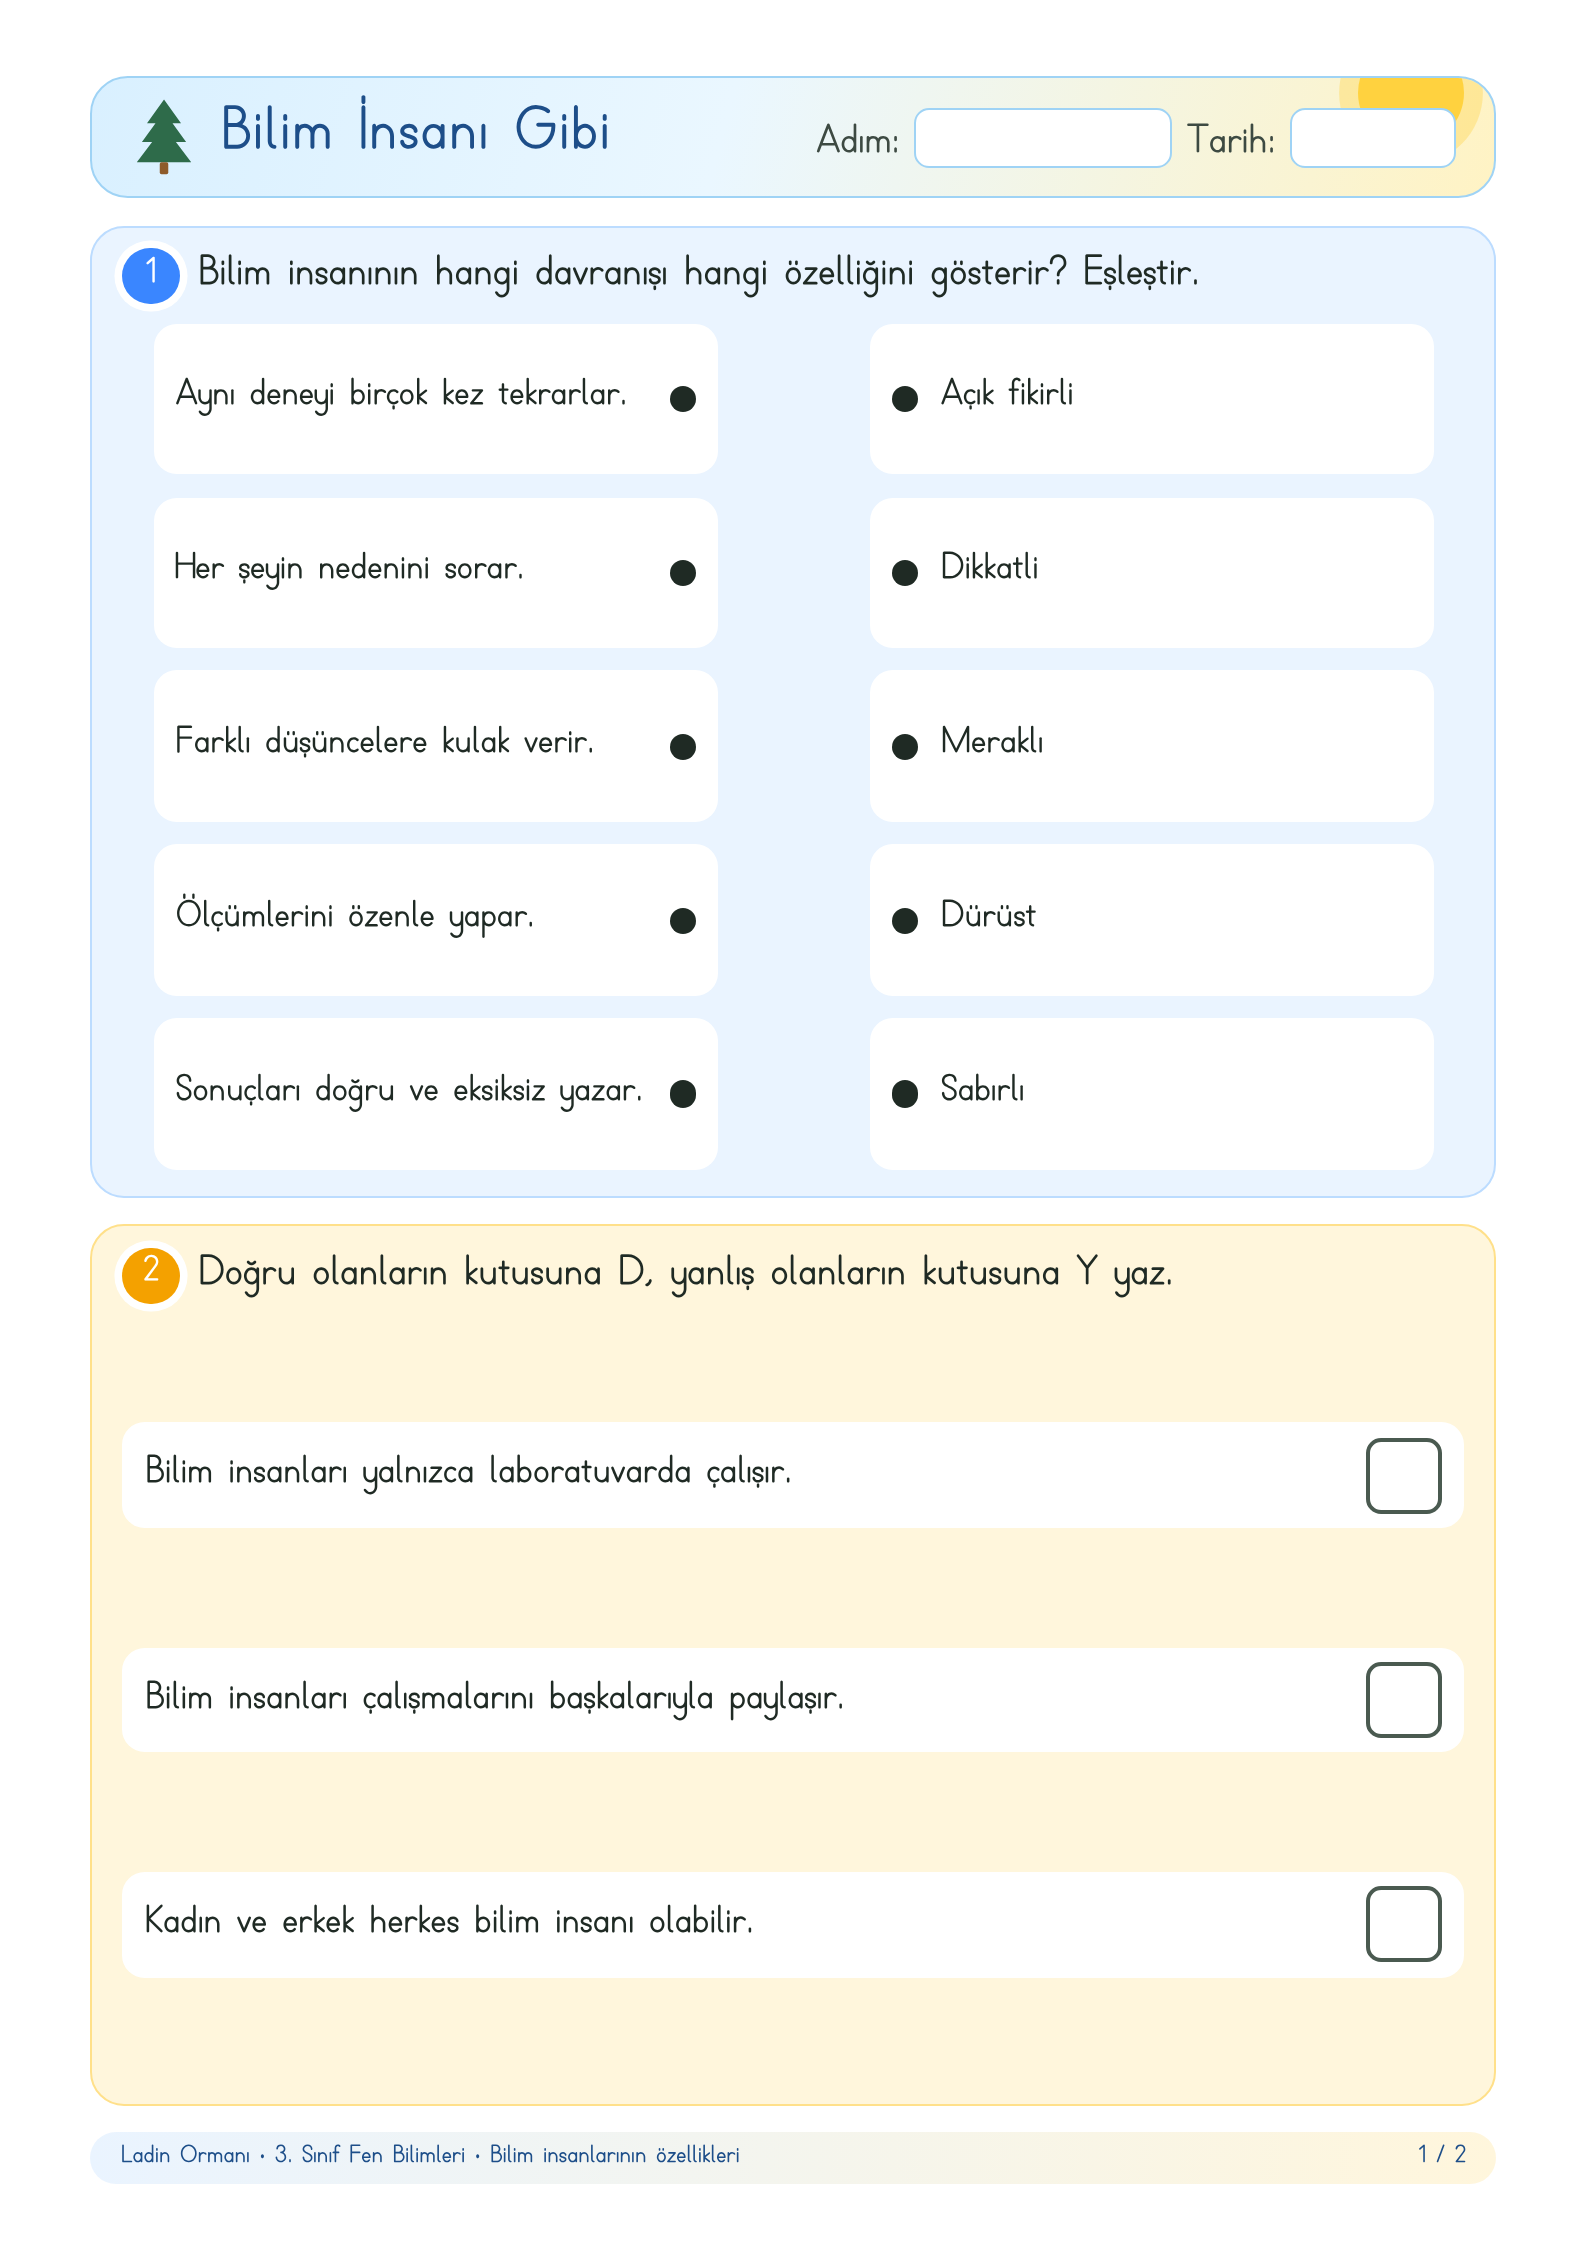 Bilim İnsanı Gibi
Adım:
Tarih:
1
Bilim insanının hangi davranışı hangi özelliğini gösterir? Eşleştir.
Aynı deneyi birçok kez tekrarlar.
Açık fikirli
Her şeyin nedenini sorar.
Dikkatli
Farklı düşüncelere kulak verir.
Meraklı
Ölçümlerini özenle yapar.
Dürüst
Sonuçları doğru ve eksiksiz yazar.
Sabırlı
2
Doğru olanların kutusuna D, yanlış olanların kutusuna Y yaz.
Bilim insanları yalnızca laboratuvarda çalışır.
Bilim insanları çalışmalarını başkalarıyla paylaşır.
Kadın ve erkek herkes bilim insanı olabilir.
Ladin Ormanı • 3. Sınıf Fen Bilimleri • Bilim insanlarının özellikleri
1 / 2